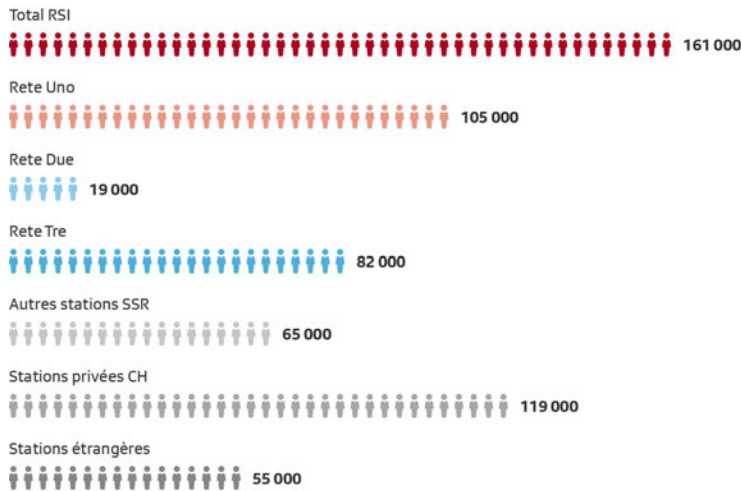 Total RSI
161 000
Rete Uno
105 000
Rete Due
19 000
Rete Tre
82 000
Autres stations SSR
65 000
Stations privées CH
119 000
Stations étrangères
55 000